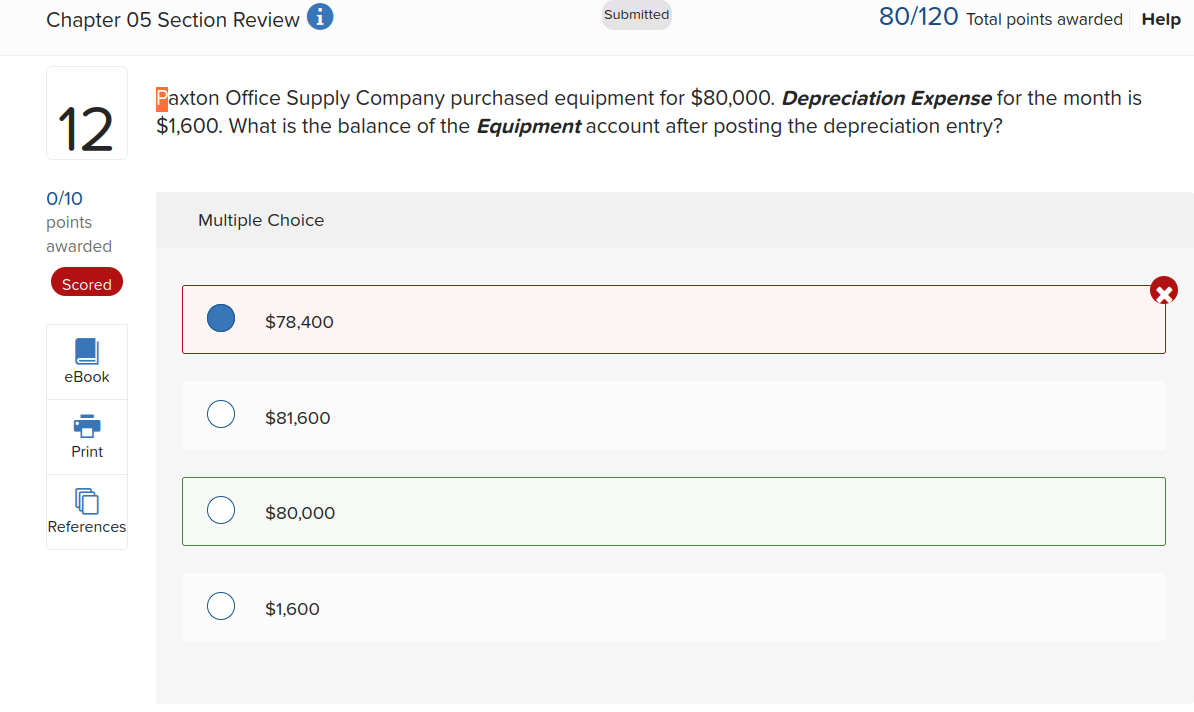 Chapter 05 Section Review
Submitted
80/120 Total points awarded
Help
12
Paxton Office Supply Company purchased equipment for $80,000. Depreciation Expense for the month is
$1,600. What is the balance of the Equipment account after posting the depreciation entry?
0/10
points
awarded
Scored
eBook
Print
References
Multiple Choice
$78,400
$81,600
$80,000
$1,600